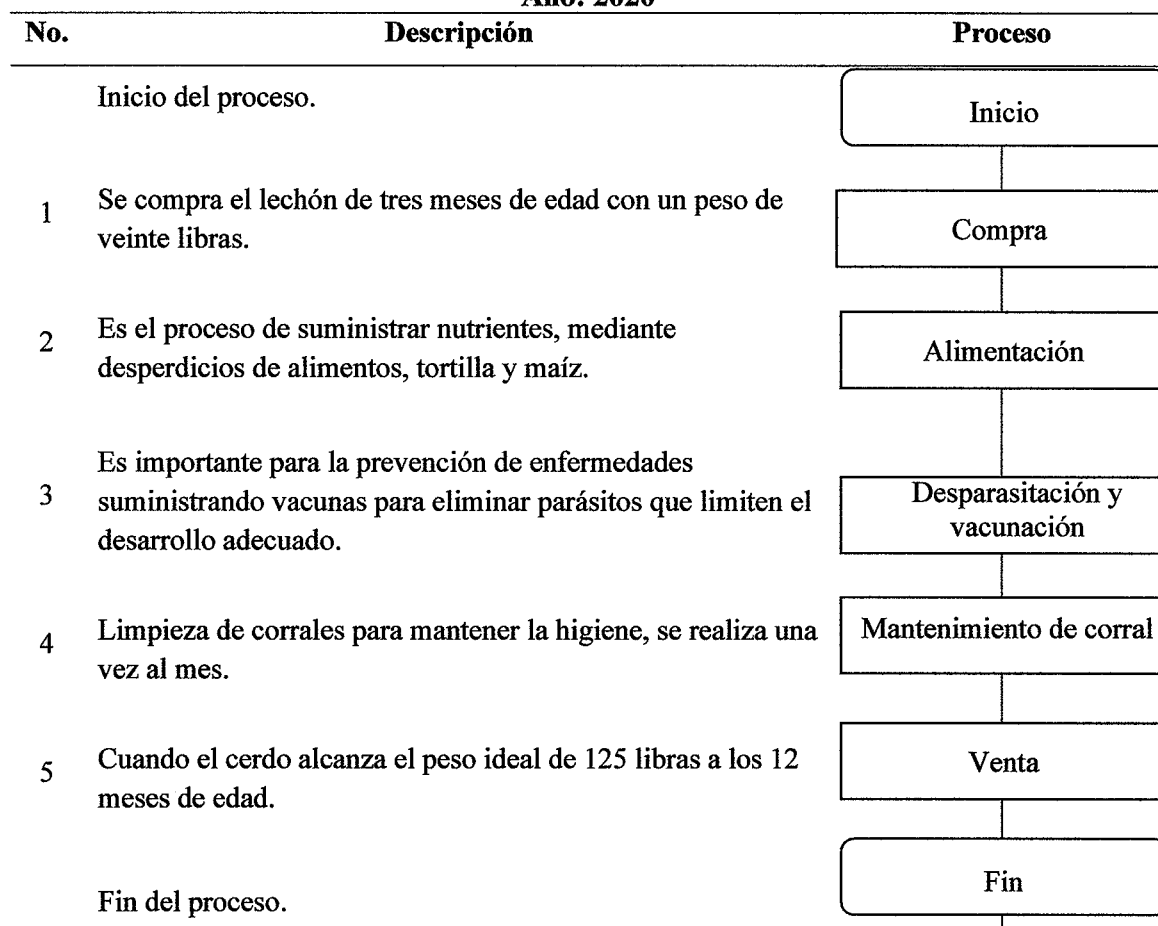 Año: 2020
No. Descripción Proceso
Inicio del proceso.
Inicio
1 Se compra el lechón de tres meses de edad con un peso de
veinte libras.
Compra
2 Es el proceso de suministrar nutrientes, mediante
desperdicios de alimentos, tortilla y maíz.
Alimentación
3 Es importante para la prevención de enfermedades
suministrando vacunas para eliminar parásitos que limiten el
desarrollo adecuado.
Desparasitación y
vacunación
4 Limpieza de corrales para mantener la higiene, se realiza una
vez al mes.
Mantenimiento de corral
5 Cuando el cerdo alcanza el peso ideal de 125 libras a los 12
meses de edad.
Venta
Fin del proceso.
Fin